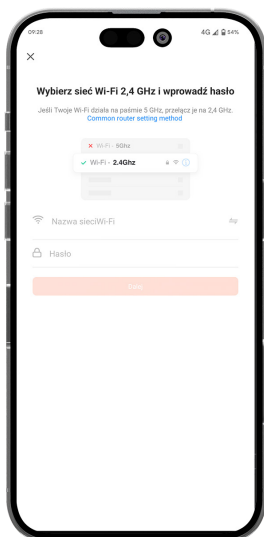 09:28
4G 54%
Wybierz sieć Wi-Fi 2,4 GHz i wprowadź hasło
Jeśli Twoje Wi-Fi działa na paśmie 5 GHz, przełącz je na 2,4 GHz.
Common router setting method
Wi-Fi - 5Ghz
Wi-Fi - 2.4Ghz
Nazwa sieciWi-Fi
Hasło
Dalej